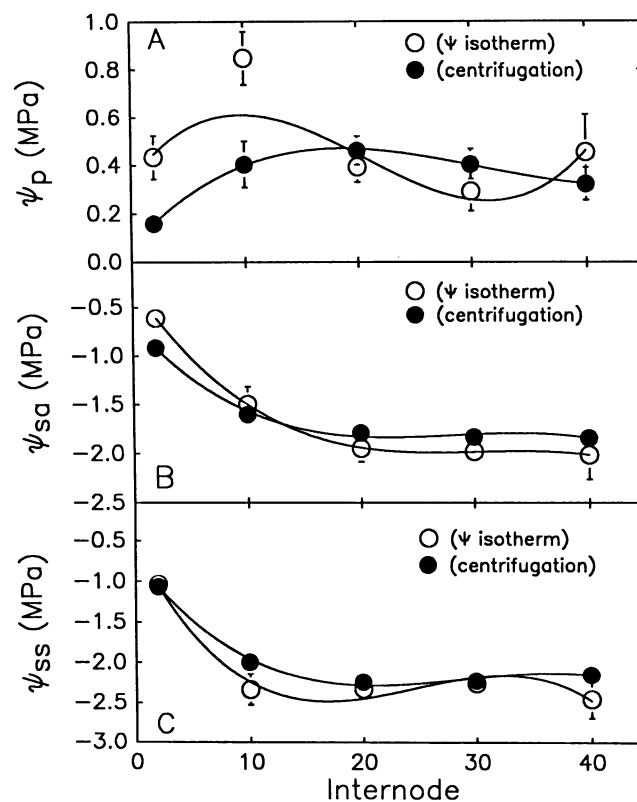 A
1.0
0.8
0.6
0.4
0.2
0.0
ψp (MPa)
(Ψ isotherm)
(centrifugation)
B
−0.5
−1.0
−1.5
−2.0
−2.5
ψsa (MPa)
(Ψ isotherm)
(centrifugation)
C
−0.5
−1.0
−1.5
−2.0
−2.5
−3.0
ψss (MPa)
(Ψ isotherm)
(centrifugation)
0 10 20 30 40
Internode